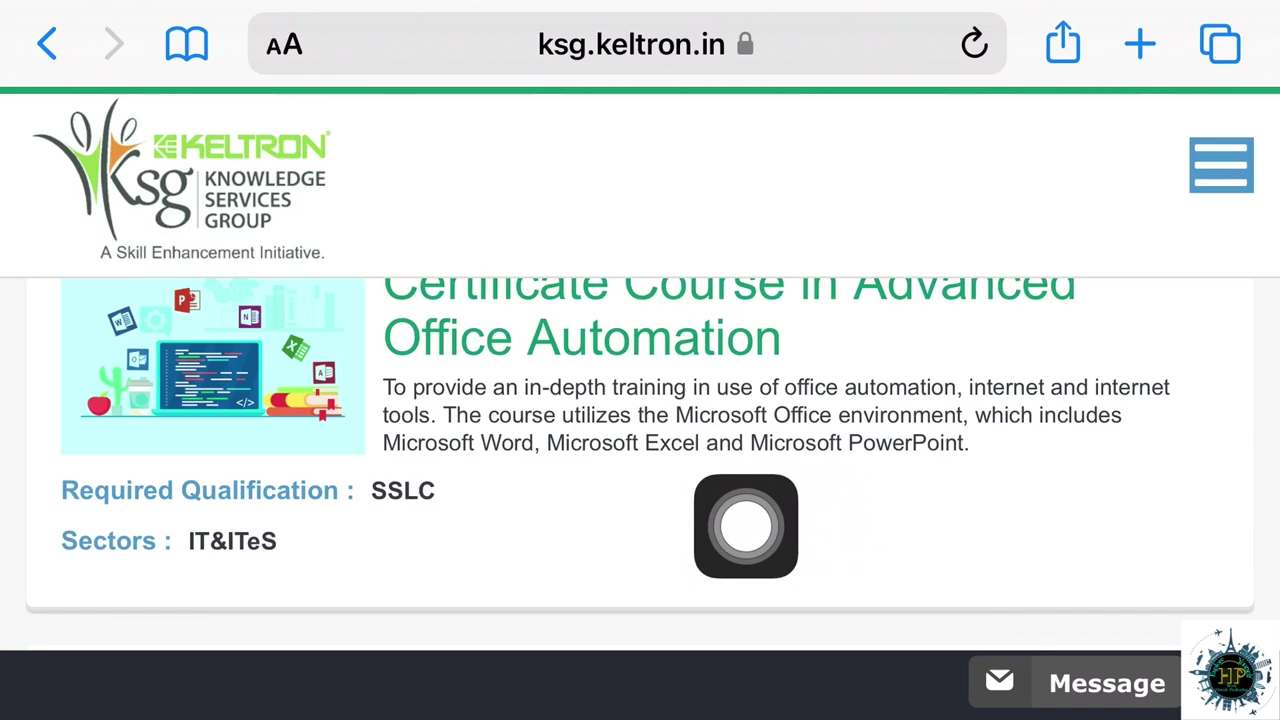 AA
ksg.keltron.in
KELTRON
ksg
KNOWLEDGE
SERVICES
GROUP
A Skill Enhancement Initiative.
Certificate Course in Advanced
Office Automation
To provide an in-depth training in use of office automation, internet and internet
tools. The course utilizes the Microsoft Office environment, which includes
Microsoft Word, Microsoft Excel and Microsoft PowerPoint.
Required Qualification : SSLC
Sectors : IT&ITeS
Message
HP